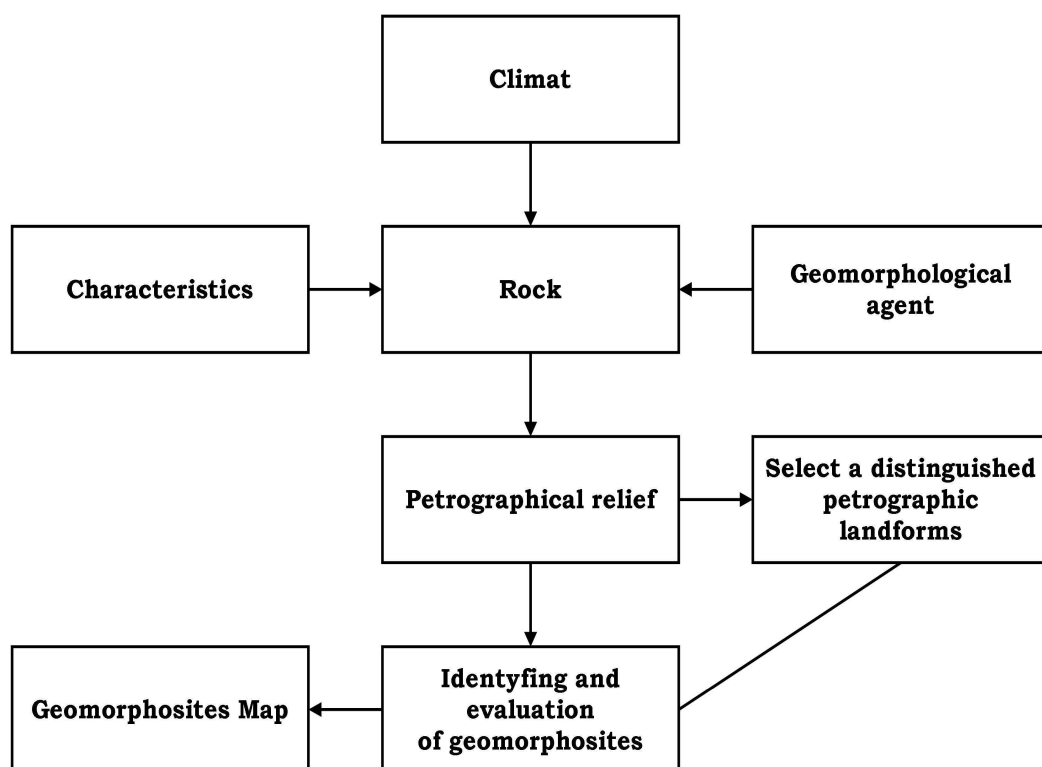 Climat
Characteristics
Rock
Geomorphological
agent
Petrographical relief
Select a distinguished
petrographic
landforms
Geomorphosites Map
Identyfing and
evaluation
of geomorphosites